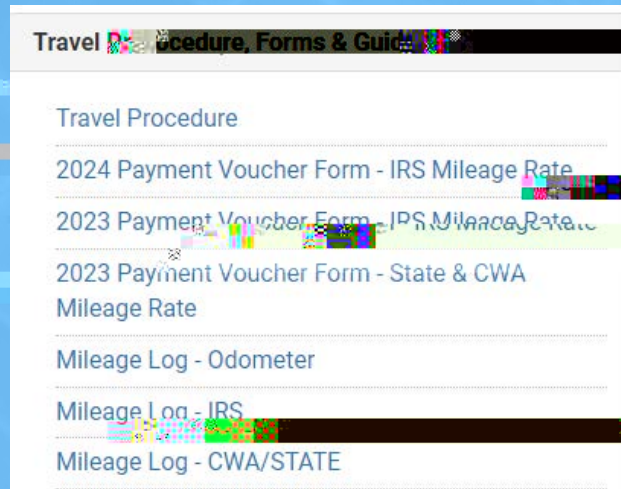 Travel Procedure, Forms &
Travel Procedure
2024 Payment Voucher Form - IRS Mileage Rate
2023 Payment Voucher Form - IRS Mileage Rate
2023 Payment Voucher Form - State & CWA
Mileage Rate
Mileage Log - Odometer
Mileage Log - IRS
Mileage Log - CWA/STATE